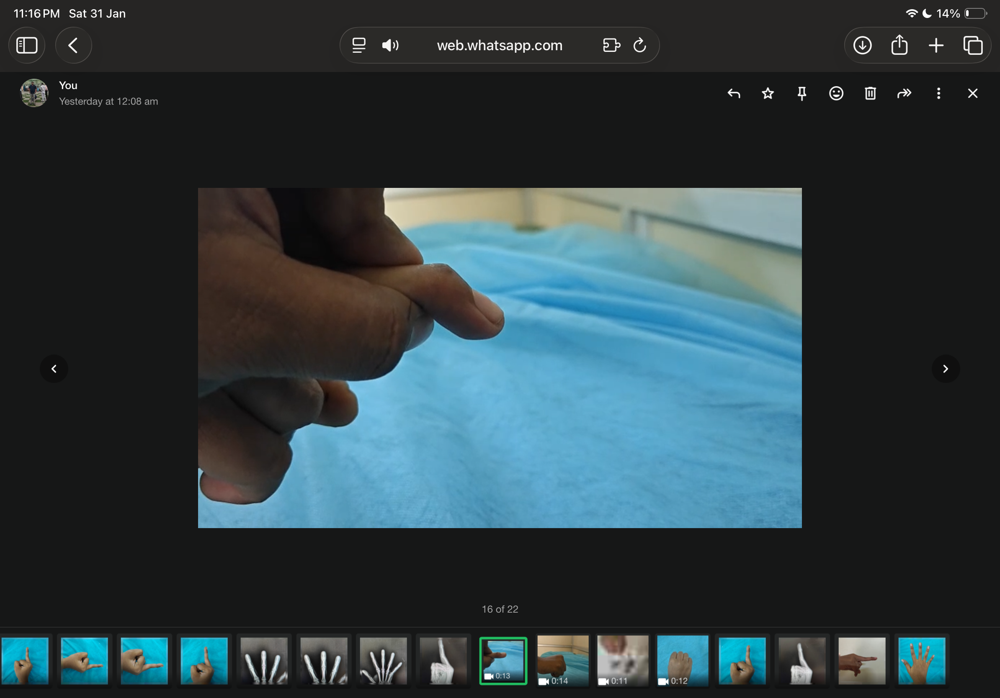 11:16 PM Sat 31 Jan
14%
web.whatsapp.com
You
Yesterday at 12:08 am
16 of 22
0:13
0:14
0:11
0:12